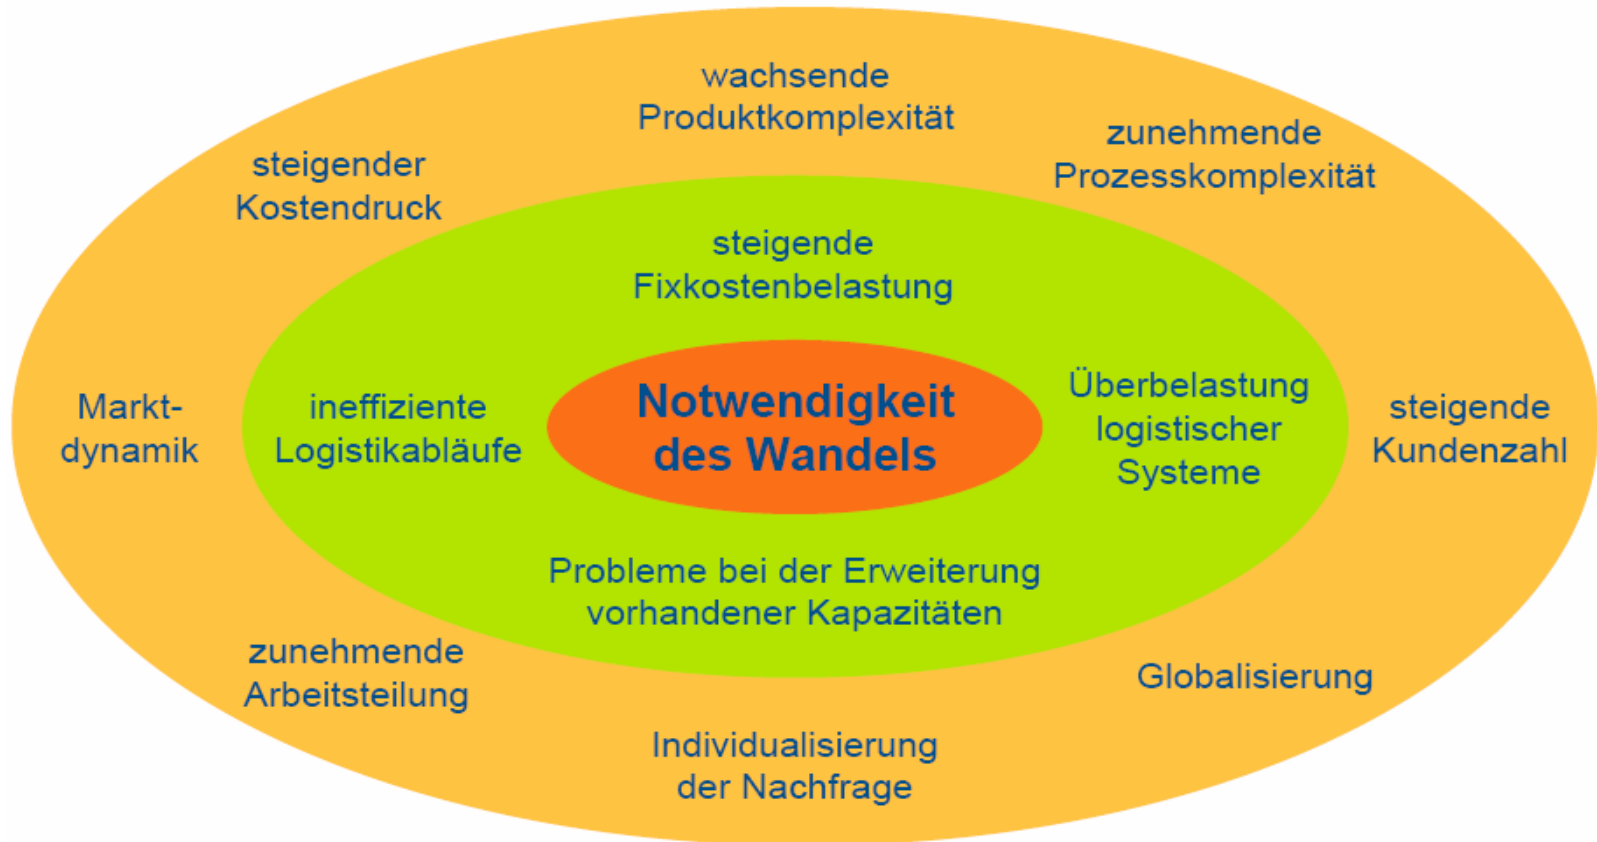 wachsende
Produktkomplexität
zunehmende
Prozesskomplexität
steigender
Kostendruck
steigende
Fixkostenbelastung
Markt-
dynamik
ineffiziente
Logistikabläufe
Notwendigkeit
des Wandels
Überbelastung
logistischer
Systeme
steigende
Kundenzahl
Probleme bei der Erweiterung
vorhandener Kapazitäten
zunehmende
Arbeitsteilung
Globalisierung
Individualisierung
der Nachfrage